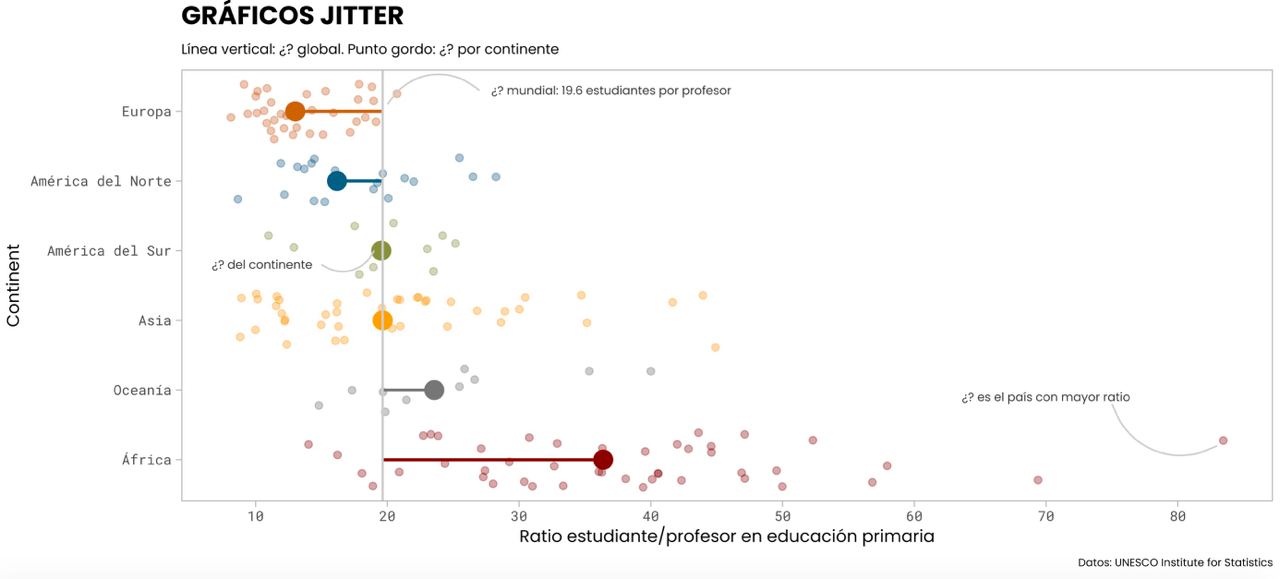 GRÁFICOS JITTER
Línea vertical: ¿? global. Punto gordo: ¿? por continente
¿? mundial: 19.6 estudiantes por profesor
Europa
América del Norte
América del Sur
¿? del continente
Continent
Asia
Oceanía
¿? es el país con mayor ratio
África
10 20 30 40 50 60 70 80
Ratio estudiante/profesor en educación primaria
Datos: UNESCO Institute for Statistics